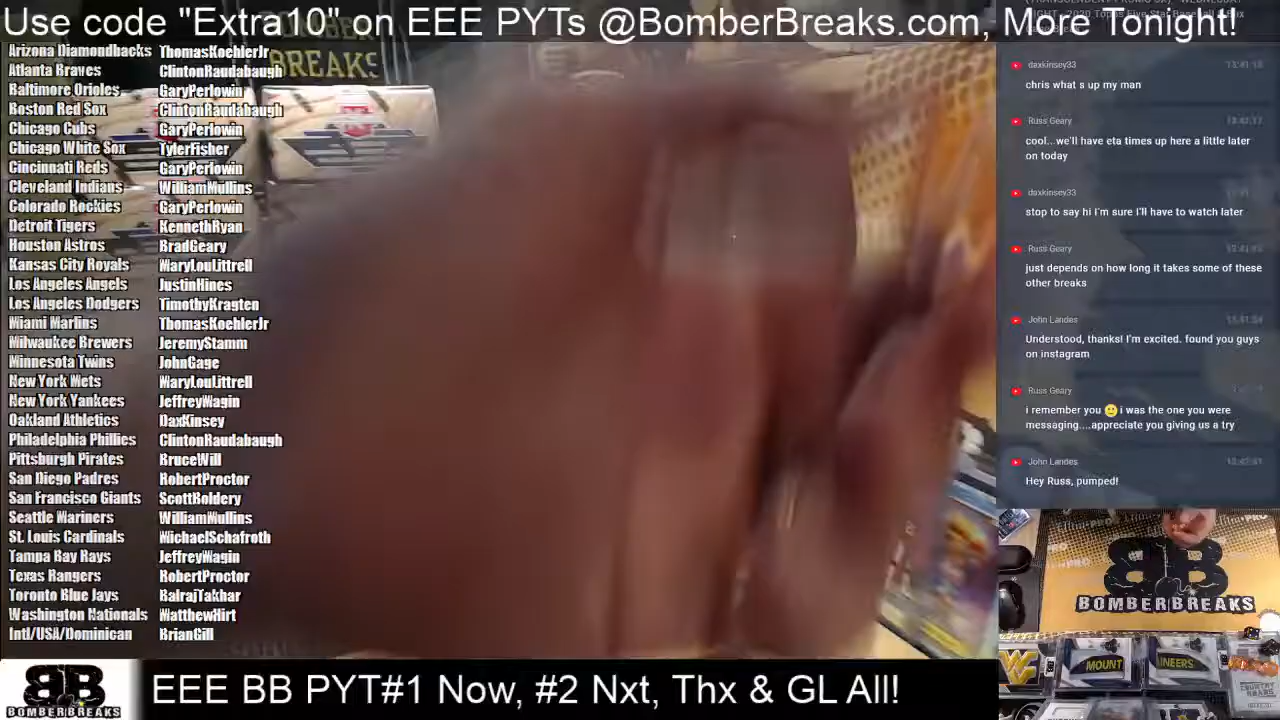 Use code "Extra10" on EEE PYTs @BomberBreaks.com, More Tonight!
BREAKS
Arizona Diamondbacks ThomasKoehlerJr
Atlanta Braves ClintonRaudabaugh
Baltimore Orioles GaryPerlowin
Boston Red Sox ClintonRaudabaugh
Chicago Cubs GaryPerlowin
Chicago White Sox TylerFisher
Cincinnati Reds GaryPerlowin
Cleveland Indians WilliamMullins
Colorado Rockies GaryPerlowin
Detroit Tigers KennethRyan
Houston Astros BradGeary
Kansas City Royals MaryLouLittrell
Los Angeles Angels JustinHines
Los Angeles Dodgers TimothyKragten
Miami Marlins ThomasKoehlerJr
Milwaukee Brewers JeremyStamm
Minnesota Twins JohnGage
New York Mets MaryLouLittrell
New York Yankees JeffreyWagin
Oakland Athletics DaxKinsey
Philadelphia Phillies ClintonRaudabaugh
Pittsburgh Pirates BruceWill
San Diego Padres RobertProctor
San Francisco Giants ScottBoldery
Seattle Mariners WilliamMullins
St. Louis Cardinals MichaelSchafroth
Tampa Bay Rays JeffreyWagin
Texas Rangers RobertProctor
Toronto Blue Jays BalrajTakhar
Washington Nationals MatthewHirt
Intl/USA/Dominican BrianGill
daxkinsey33
chris what s up my man
Russ Geary
cool...we'll have eta times up here a little later
on today
daxkinsey33
stop to say hi I'm sure I'll have to watch later
Russ Geary
just depends on how long it takes some of these
other breaks
John Landes
Understood, thanks! I'm excited. found you guys
on instagram
Russ Geary
i remember you 🙂 i was the one you were
messaging....appreciate you giving us a try
John Landes
Hey Russ, pumped!
BOMBERBREAKS
MOUNT
INEERS
BOMBERBREAKS
EEE BB PYT#1 Now, #2 Nxt, Thx & GL All!